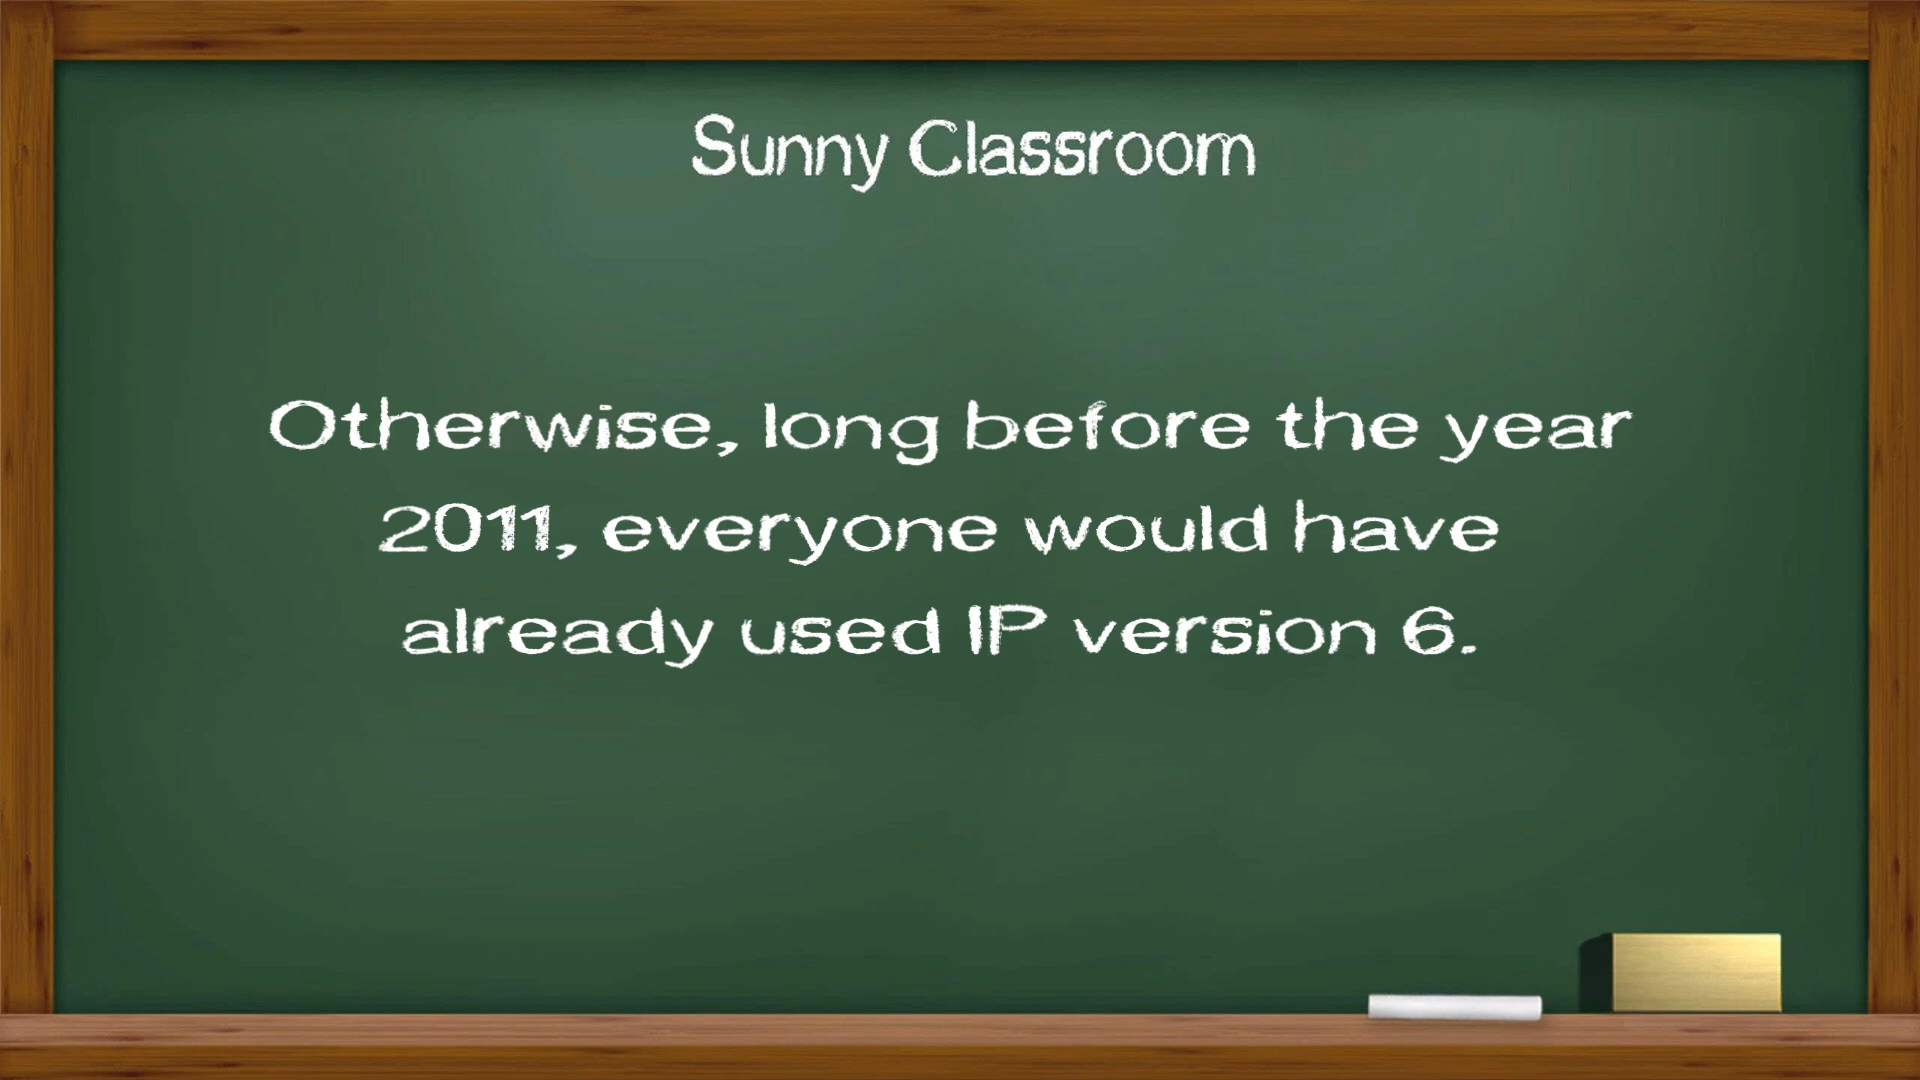 Sunny Classroom
Otherwise, long before the year
2011, everyone would have
already used IP version 6.